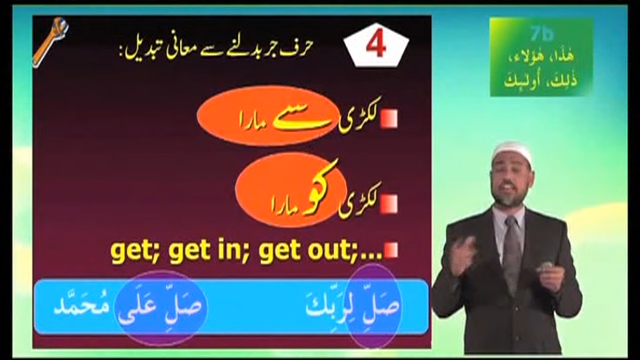 4 حرف جر بدلنے سے معانی تبدیل:
لکڑی سے مارا
لکڑی کو مارا
get; get in; get out;...
صَلِّ لِرَبِّكَ صَلِّ عَلَى مُحَمَّد
7b
هٰذَا، هٰؤُلَاء،
ذٰلِكَ، أُولٰئِكَ